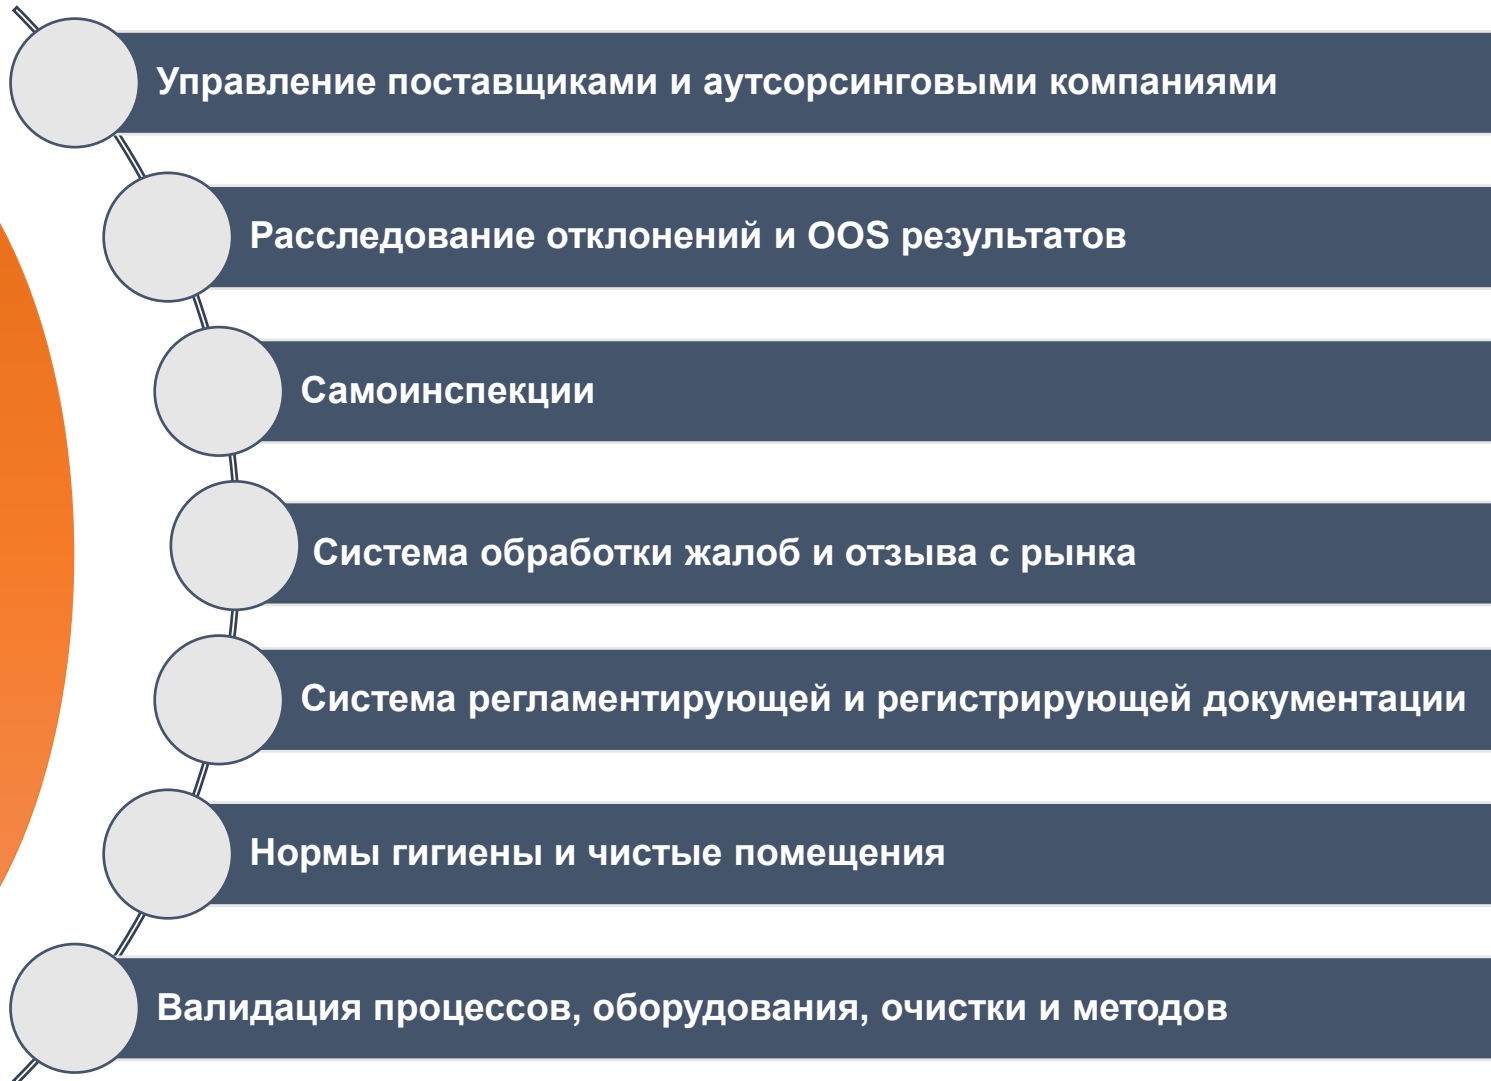 Управление поставщиками и аутсорсинговыми компаниями
Расследование отклонений и OOS результатов
Самоинспекции
Система обработки жалоб и отзыва с рынка
Система регламентирующей и регистрирующей документации
Нормы гигиены и чистые помещения
Валидация процессов, оборудования, очистки и методов